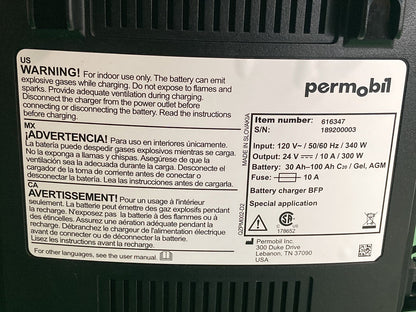 US
WARNING! For indoor use only. The battery can emit
explosive gases while charging. Do not expose to flames and
sparks. Provide adequate ventilation during charging.
Disconnect the charger from the power outlet before
connecting or disconnecting the battery. Read the instructions
before charging.
MX
¡ADVERTENCIA! Para uso en interiores únicamente.
La batería puede despedir gases explosivos mientras se carga.
No la exponga a llamas y chispas. Asegúrese de que la
ventilación sea adecuada durante la carga. Desconecte el
cargador de la toma de corriente antes de conectar o
desconectar la batería. Lea las instrucciones antes de la
recarga.
CA
AVERTISSEMENT! Pour un usage à l'intérieur
seulement. La batterie peut émettre des gaz explosifs pendant
la recharge. N'exposez pas la batterie à des flammes ou à
des étincelles. Assurez une aération adéquate pendant la
recharge. Débranchez le chargeur de l'alimentation électrique
avant de connecter ou de déconnecter la batterie.
Lisez les instructions avant la recharge.
For other languages, see the user manual.
QZPM002-D2
MADE IN SLOVAKIA
permobil
Item number: 616347
S/N: 189200003
Input: 120 V~ / 50/60 Hz / 340 W
Output: 24 V / 10 A / 300 W
Battery: 30 Ah–100 Ah C20 / Gel, AGM
Fuse: 10 A
Battery charger BFP
Special application
178652
Permobil Inc.
300 Duke Drive
Lebanon, TN 37090
USA